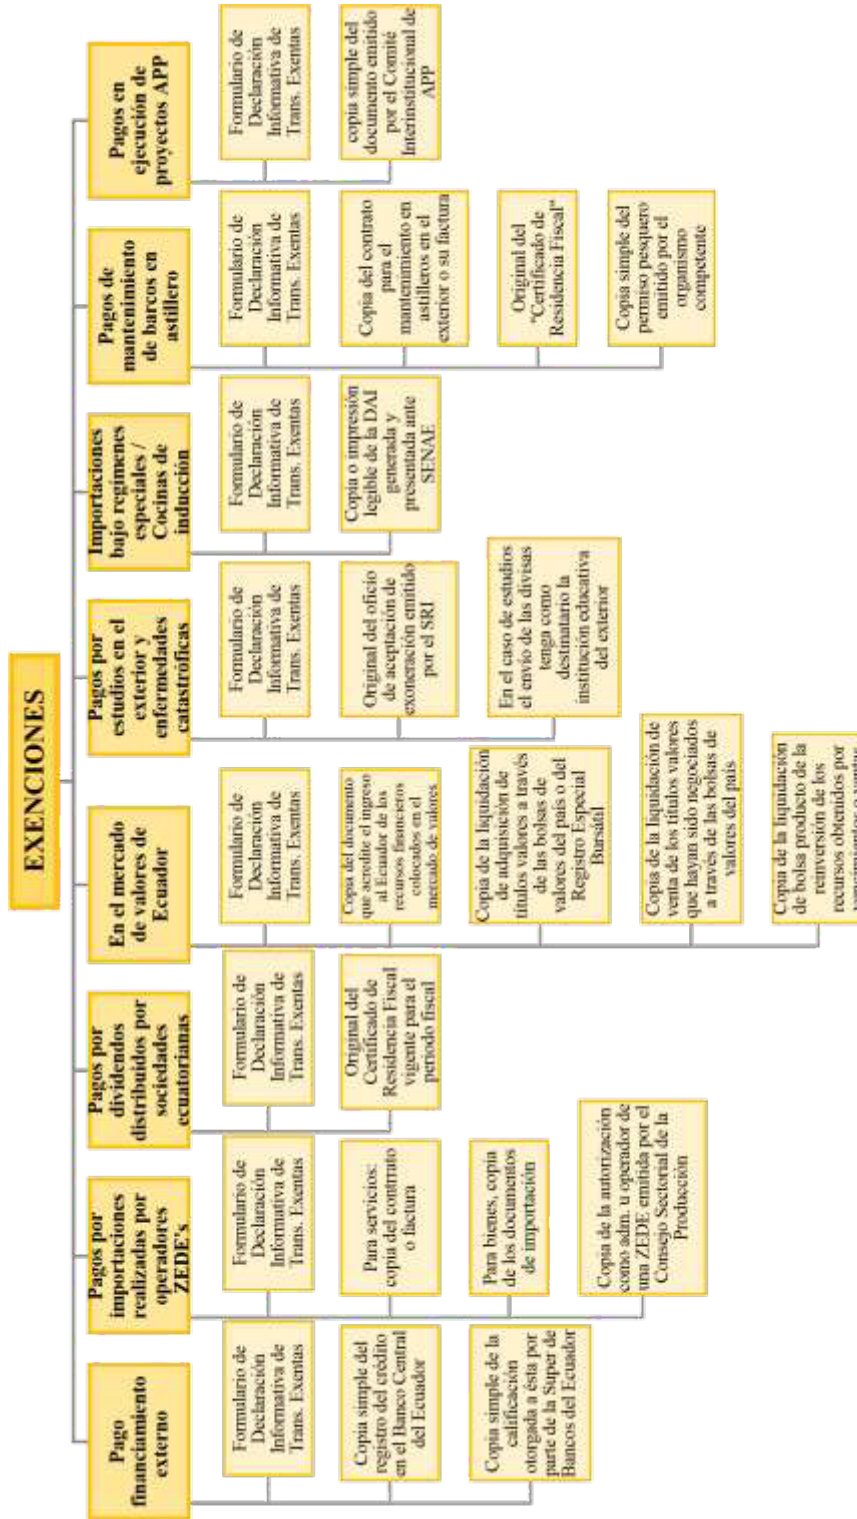 EXENCIONES
Pago
financiamiento
externo
Formulario de
Declaración
Informativa de
Trans. Exentas
Copia simple del
registro del crédito
en el Banco Central
del Ecuador
Copia simple de la
calificación
otorgada a ésta por
parte de la Super de
Bancos del Ecuador
Pagos por
importaciones
realizadas por
operadores
ZEDE's
Formulario de
Declaración
Informativa de
Trans. Exentas
Para servicios:
copia del contrrato
o factura
Para bienes, copia
de los documentos
de importación
Copia de la autorización
como adm. u operador de
una ZEDE emitida por el
Consejo Sectorial de la
Producción
Pagos por
dividendos
distribuidos por
sociedades
ecuatorianas
Formulario de
Declaración
Informativa de
Trans. Exentas
Original del
Certificado de
Residencia Fiscal
vigente para el
periodo fiscal
En el mercado
de valores de
Ecuador
Formulario de
Declaración
Informativa de
Trans. Exentas
Copia del documento
que acredite el ingreso
al Ecuador de los
recursos financieros
colocados en el
mercado de valores
Copia de la liquidación
de adquisición de
títulos valores a través
de las bolsas de
valores del país o del
Registro Especial
Bursátil
Copia de la liquidación de
venta de los títulos valores
que hayan sido negociados
a través de las bolsas de
valores del país
Copia de la liquidación
de bolsa producto de la
reinversión de los
recursos obtenidos por
Pagos por
estudios en el
exterior y
enfermedades
catastróficas
Formulario de
Declaración
Informativa de
Trans. Exentas
Original del oficio
de aceptación de
exoneración emitido
por el SRI
En el caso de estudios
el envío de las divisas
tenga como
destinatario la
institución educativa
del exterior
Importaciones
bajo regímenes
especiales /
Cocinas de
inducción
Formulario de
Declaración
Informativa de
Trans. Exentas
Copia o impresión
legible de la DAI
generada y
presentada ante
SENAE
Pagos de
mantenimiento
de barcos en
astillero
Formulario de
Declaración
Informativa de
Trans. Exentas
Copia del contrato
para el
mantenimiento en
astilleros en el
exterior o su factura
Original del
"Certificado de
Residencia Fiscal"
Copia simple del
permiso pesquero
emitido por el
organismo
competente
Pagos en
ejecución de
proyectos APP
Formulario de
Declaración
Informativa de
Trans. Exentas
copia simple del
documento emitido
por el Comité
Interinstitucional de
APP